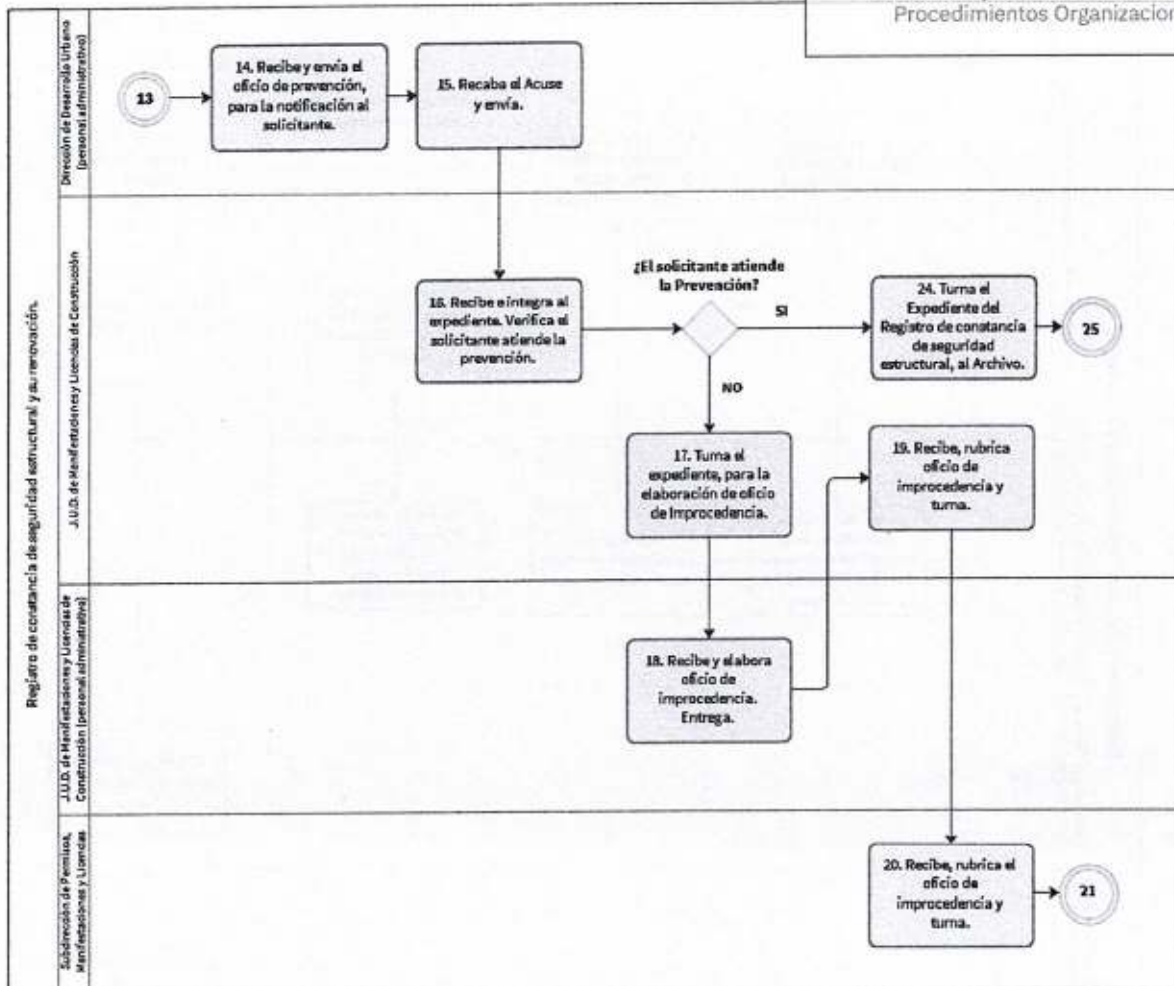 Procedimientos Organizacion
Registro de constancia de seguridad estructural y su renovación.
Dirección de Desarrollo Urbano
(personal administrativo)
13
14. Recibe y envía el
oficio de prevención,
para la notificación al
solicitante.
15. Recaba el Acuse
y envía.
J.U.D. de Manifestaciones y Licencias de Construcción
16. Recibe e integra al
expediente. Verifica si
solicitante atiende la
prevención.
¿El solicitante atiende
la Prevención?
SI
24. Turna el
Expediente del
Registro de constancia
de seguridad
estructural, al Archivo.
25
NO
17. Turna el
expediente, para la
elaboración de oficio
de Improcedencia.
19. Recibe, rubrica
oficio de
improcedencia y
turna.
J.U.D. de Manifestaciones y Licencias de
Construcción (personal administrativo)
18. Recibe y elabora
oficio de
improcedencia.
Entrega.
Subdirección de Permisos,
Manifestaciones y Licencias
20. Recibe, rubrica el
oficio de
improcedencia y
turna.
21